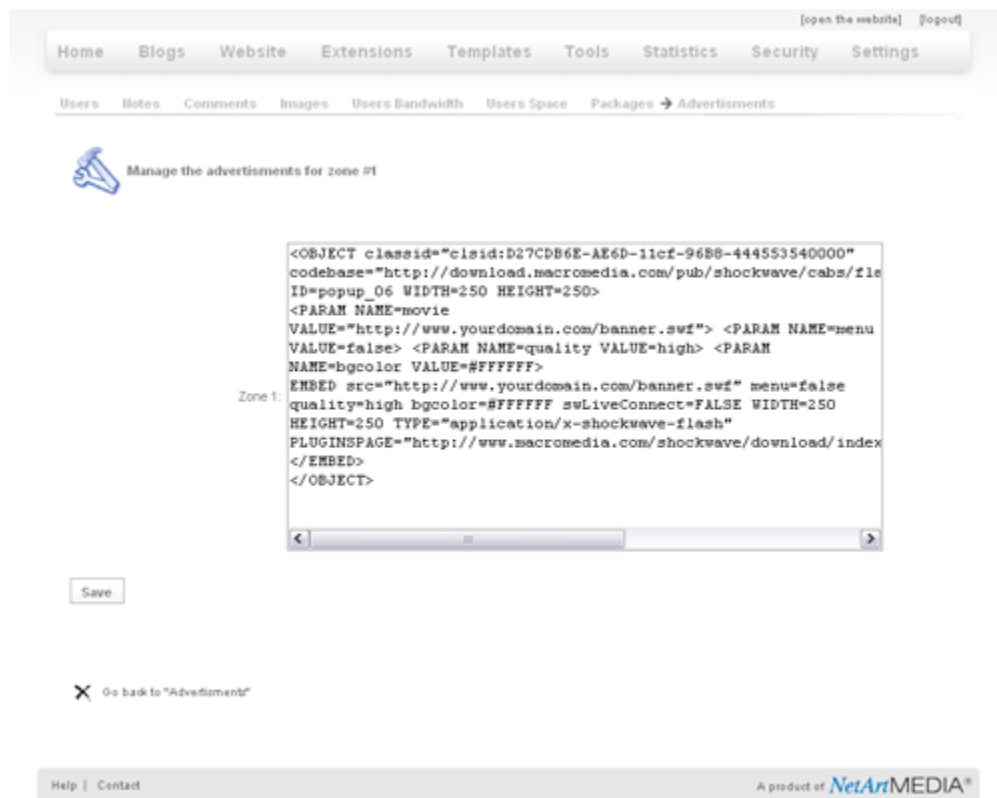 [open the website] [logout]
Home Blogs Website Extensions Templates Tools Statistics Security Settings
Users Notes Comments Images Users Bandwidth Users Space Packages ➔ Advertisments
Manage the advertisments for zone #1
Zone 1:
<OBJECT classid="clsid:D27CDB6E-AE6D-11cf-96B8-444553540000"
codebase="http://download.macromedia.com/pub/shockwave/cabs/fla
ID=popup_06 WIDTH=250 HEIGHT=250>
<PARAM NAME=movie
VALUE="http://www.yourdomain.com/banner.swf"> <PARAM NAME=menu
VALUE=false> <PARAM NAME=quality VALUE=high> <PARAM
NAME=bgcolor VALUE=#FFFFFF>
EMBED src="http://www.yourdomain.com/banner.swf" menu=false
quality=high bgcolor=#FFFFFF swLiveConnect=FALSE WIDTH=250
HEIGHT=250 TYPE="application/x-shockwave-flash"
PLUGINSPAGE="http://www.macromedia.com/shockwave/download/index
</EMBED>
</OBJECT>
Save
Go back to "Advertisments"
Help | Contact
A product of NetArtMEDIA®